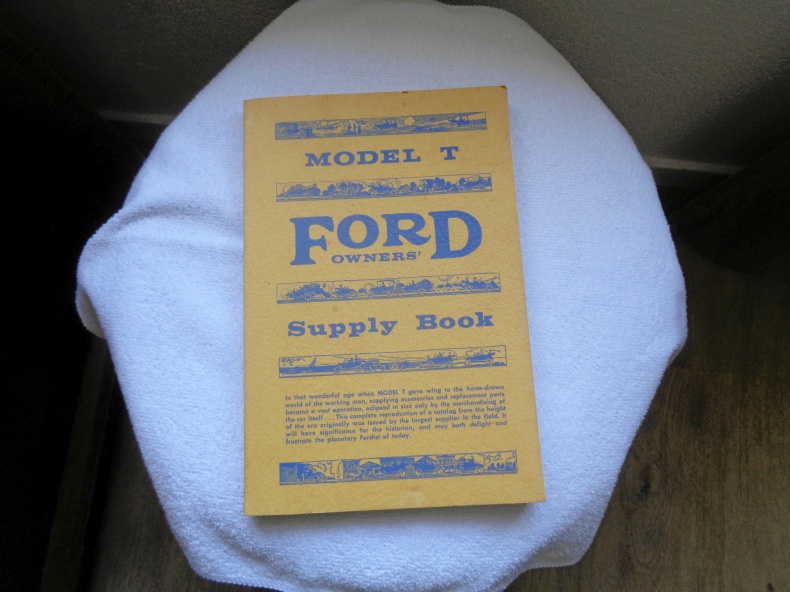 MODEL T
FORD
OWNERS'
Supply Book
In that wonderful age when MODEL T gave wing to the horse-drawn
world of the working man, supplying accessories and replacement parts
became a vast operation, eclipsed in size only by the merchandising of
the car itself . . . This complete reproduction of a catalog from the height
of the era originally was issued by the largest supplier in the field. It
will have significance for the historian, and may both delight and
frustrate the planetary Fordist of today.